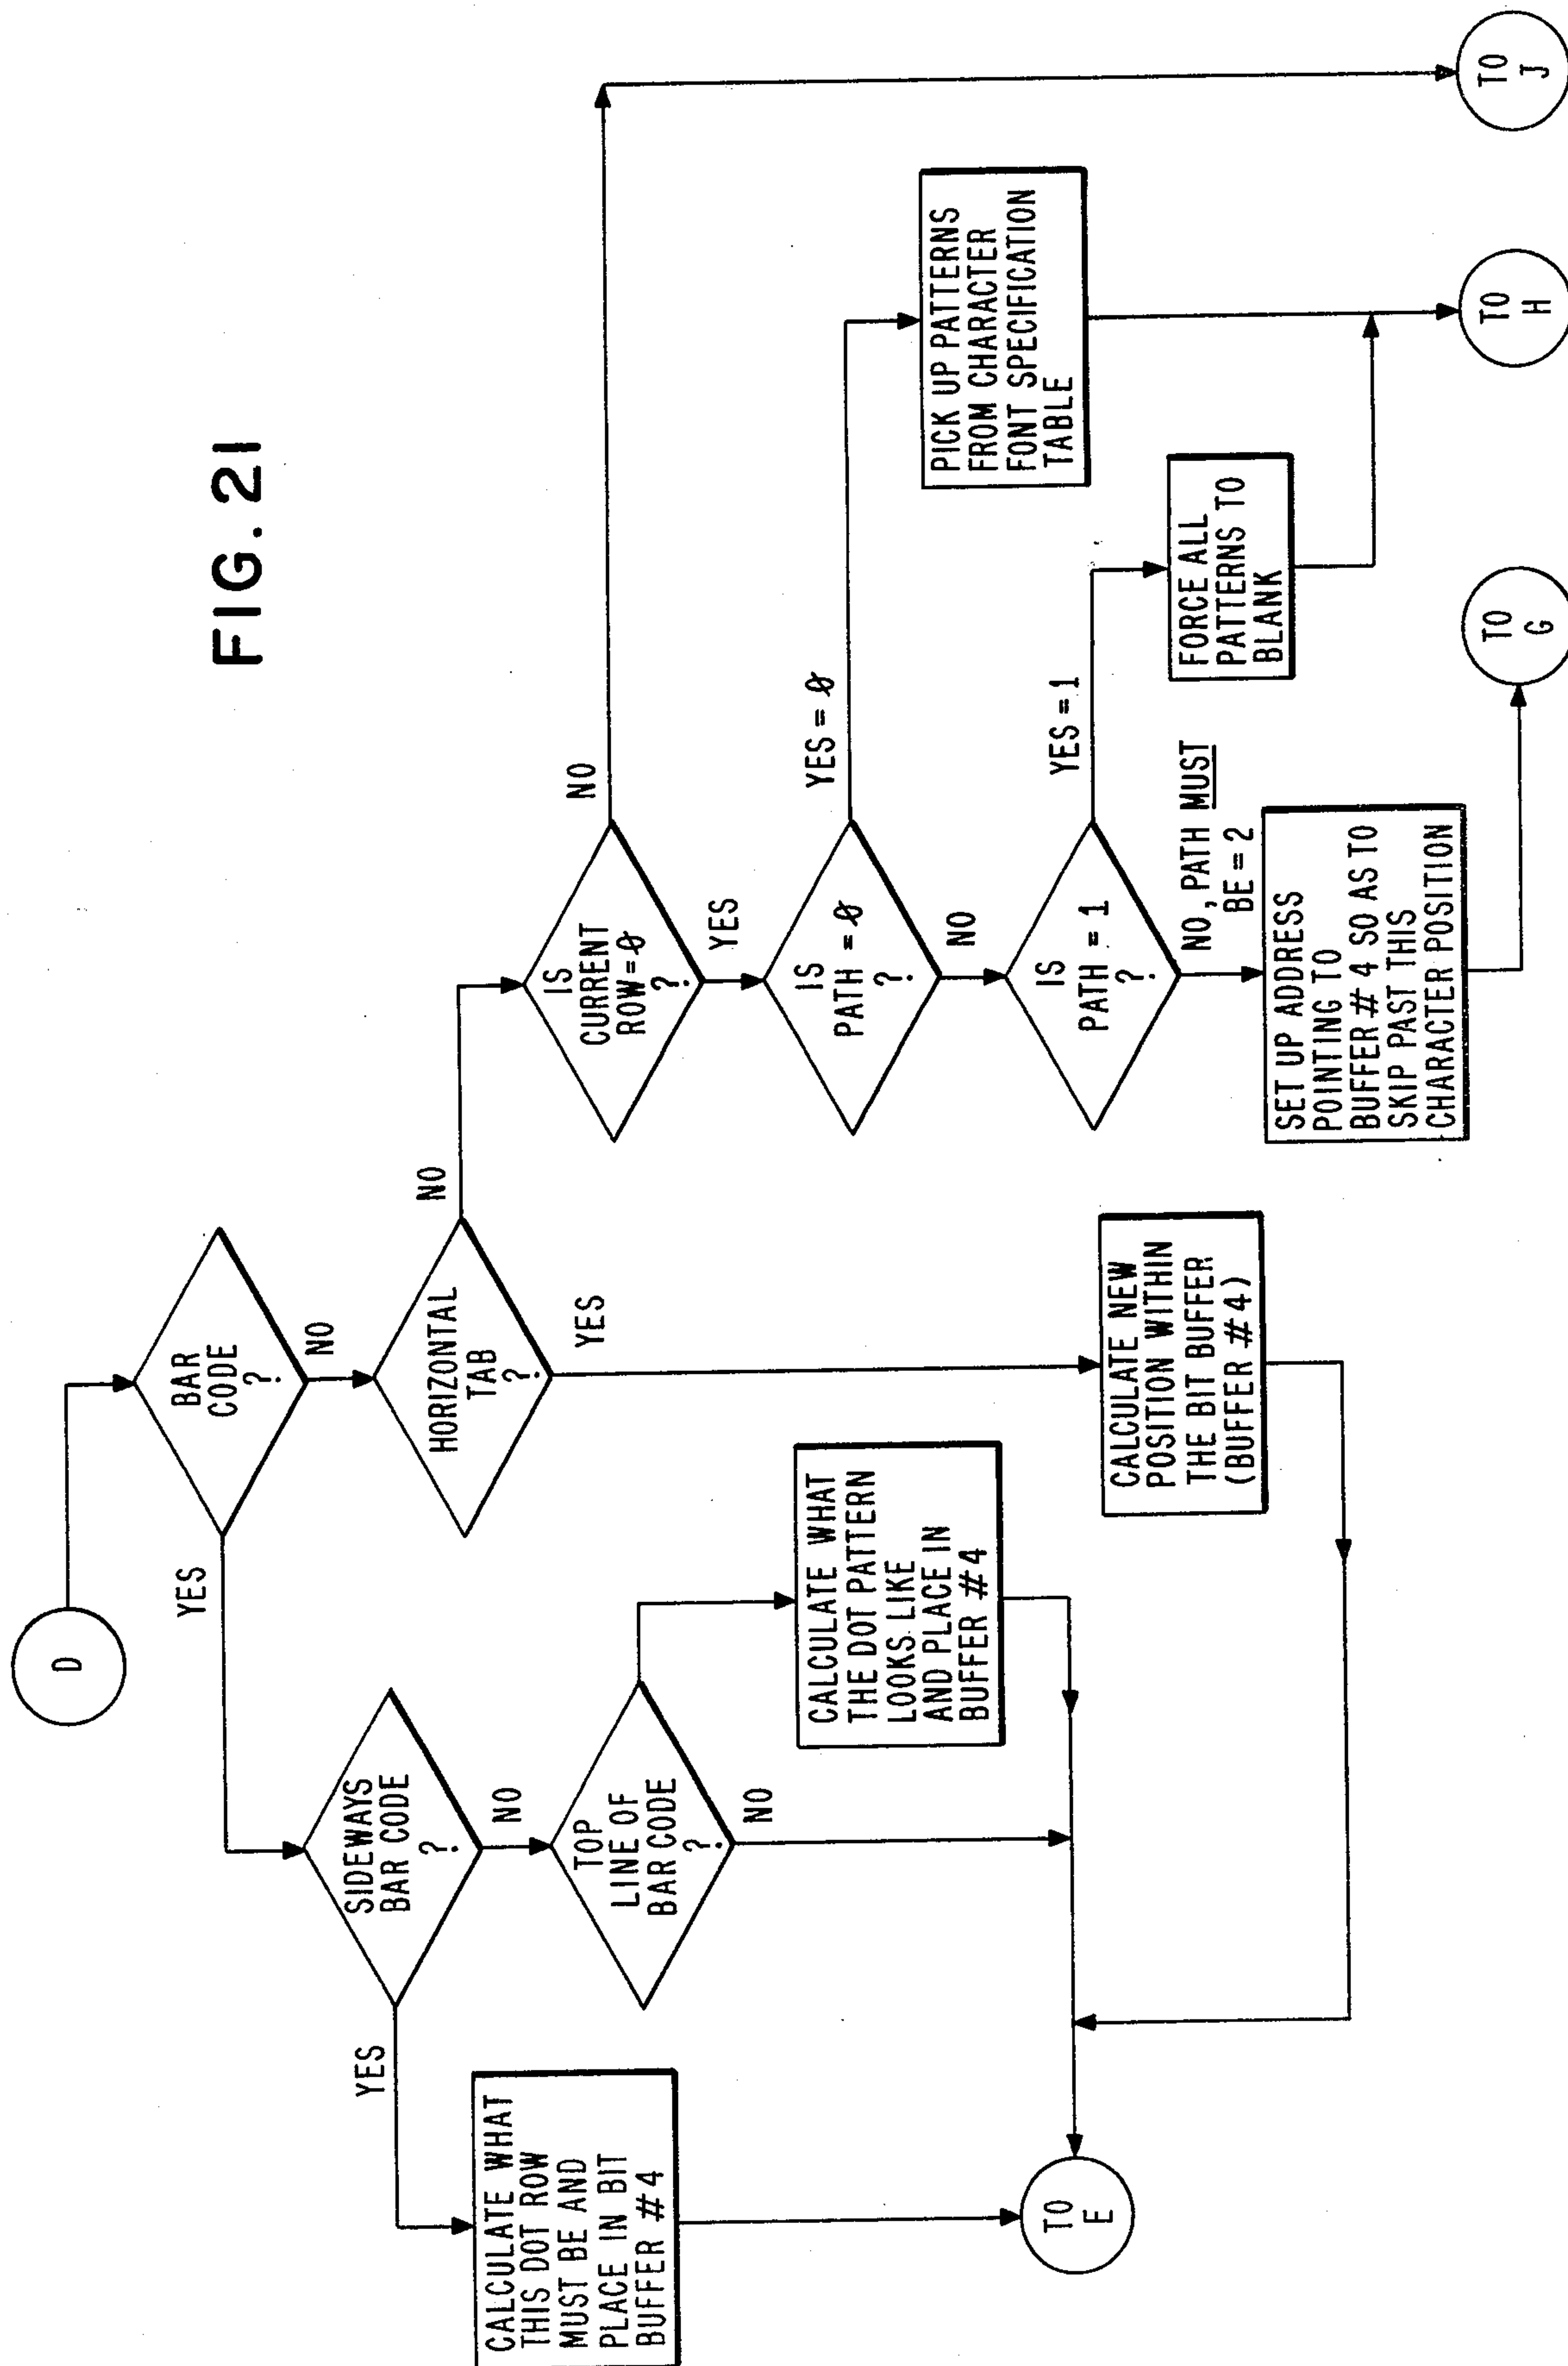 FIG. 21
D
BAR
CODE
?
YES
NO
SIDEWAYS
BAR CODE
?
YES
NO
CALCULATE WHAT
THIS DOT ROW
MUST BE AND
PLACE IN BIT
BUFFER #4
TOP
LINE OF
BAR CODE
?
NO
CALCULATE WHAT
THE DOT PATTERN
LOOKS LIKE
AND PLACE IN
BUFFER #4
TO
E
HORIZONTAL
TAB
?
YES
NO
CALCULATE NEW
POSITION WITHIN
THE BIT BUFFER
(BUFFER #4)
IS
CURRENT
ROW=0̸
?
NO
YES
IS
PATH = 0̸
?
YES = 0̸
NO
PICK UP PATTERNS
FROM CHARACTER
FONT SPECIFICATION
TABLE
IS
PATH = 1
?
YES = 1
NO, PATH MUST
BE = 2
FORCE ALL
PATTERNS TO
BLANK
SET UP ADDRESS
POINTING TO
BUFFER # 4 SO AS TO
SKIP PAST THIS
CHARACTER POSITION
TO
G
TO
H
TO
J